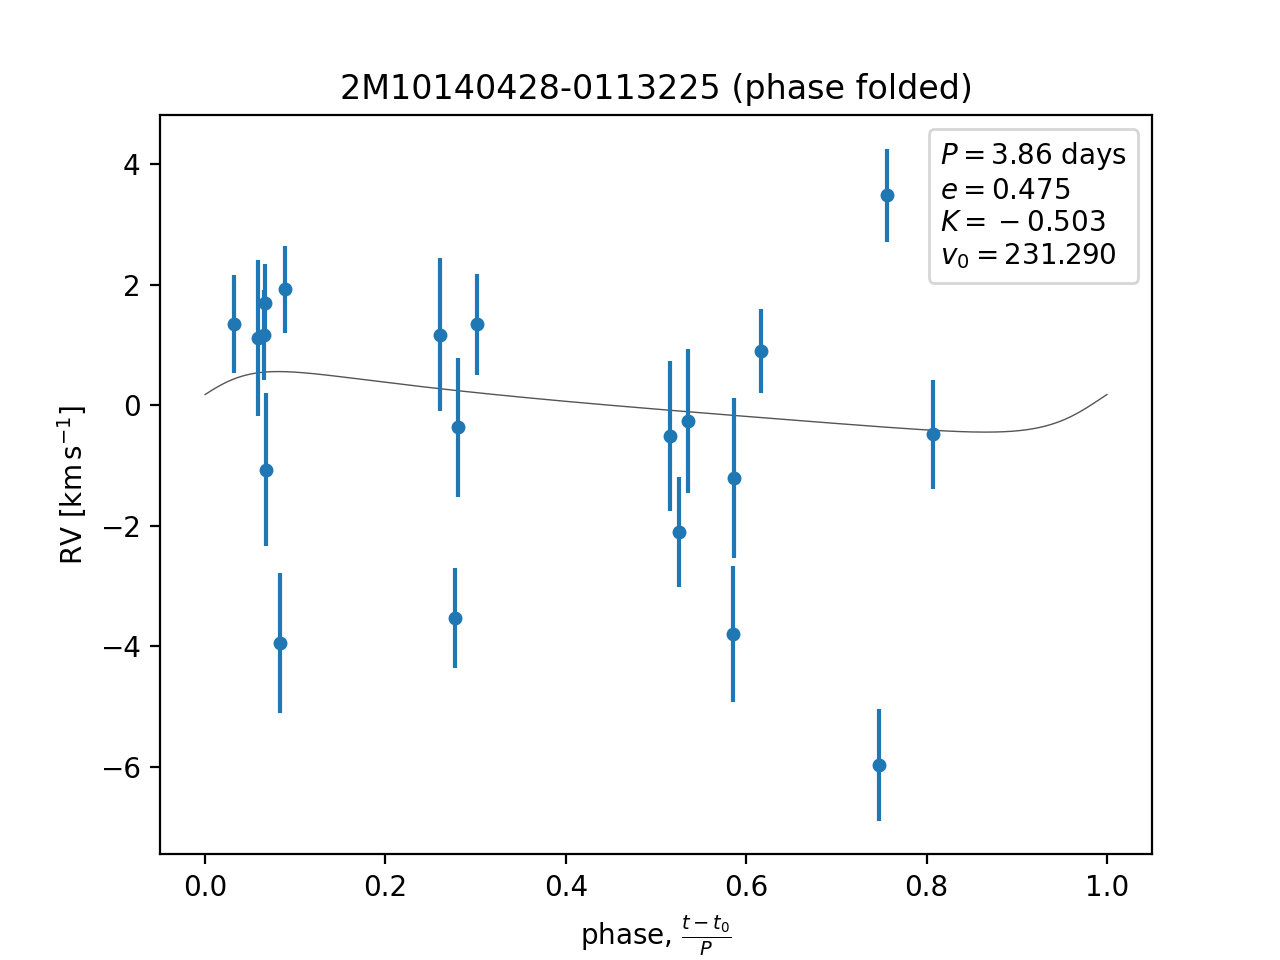 2M10140428-0113225 (phase folded)
P = 3.86 days
e = 0.475
K = −0.503
v₀ = 231.290
RV [km s⁻¹]
4
2
0
−2
−4
−6
0.0 0.2 0.4 0.6 0.8 1.0
phase, (t − t₀)/P